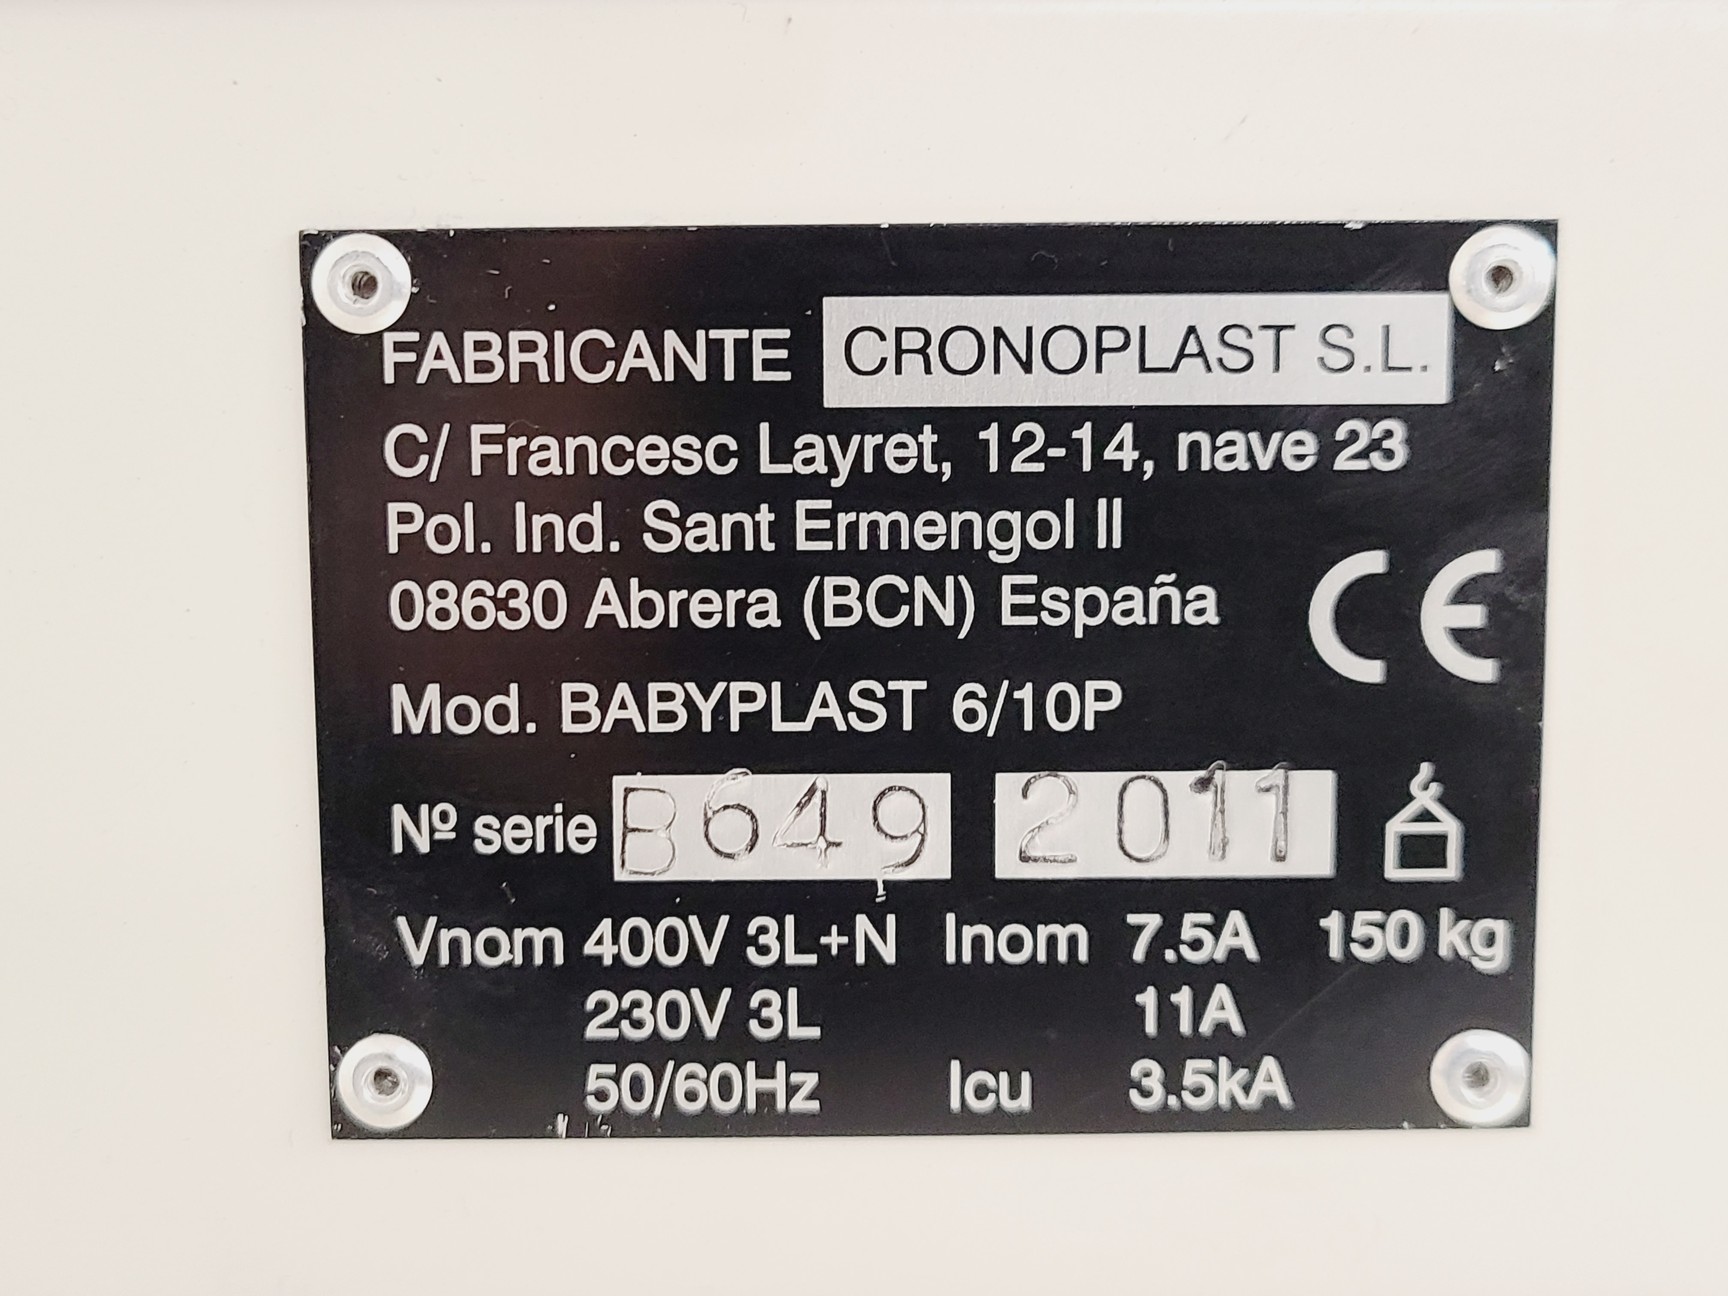 FABRICANTE CRONOPLAST S.L.
C/ Francesc Layret, 12-14, nave 23
Pol. Ind. Sant Ermengol II
08630 Abrera (BCN) España
CE
Mod. BABYPLAST 6/10P
Nº serie B649 2011
Vnom 400V 3L+N Inom 7.5A 150 kg
230V 3L 11A
50/60Hz Icu 3.5kA